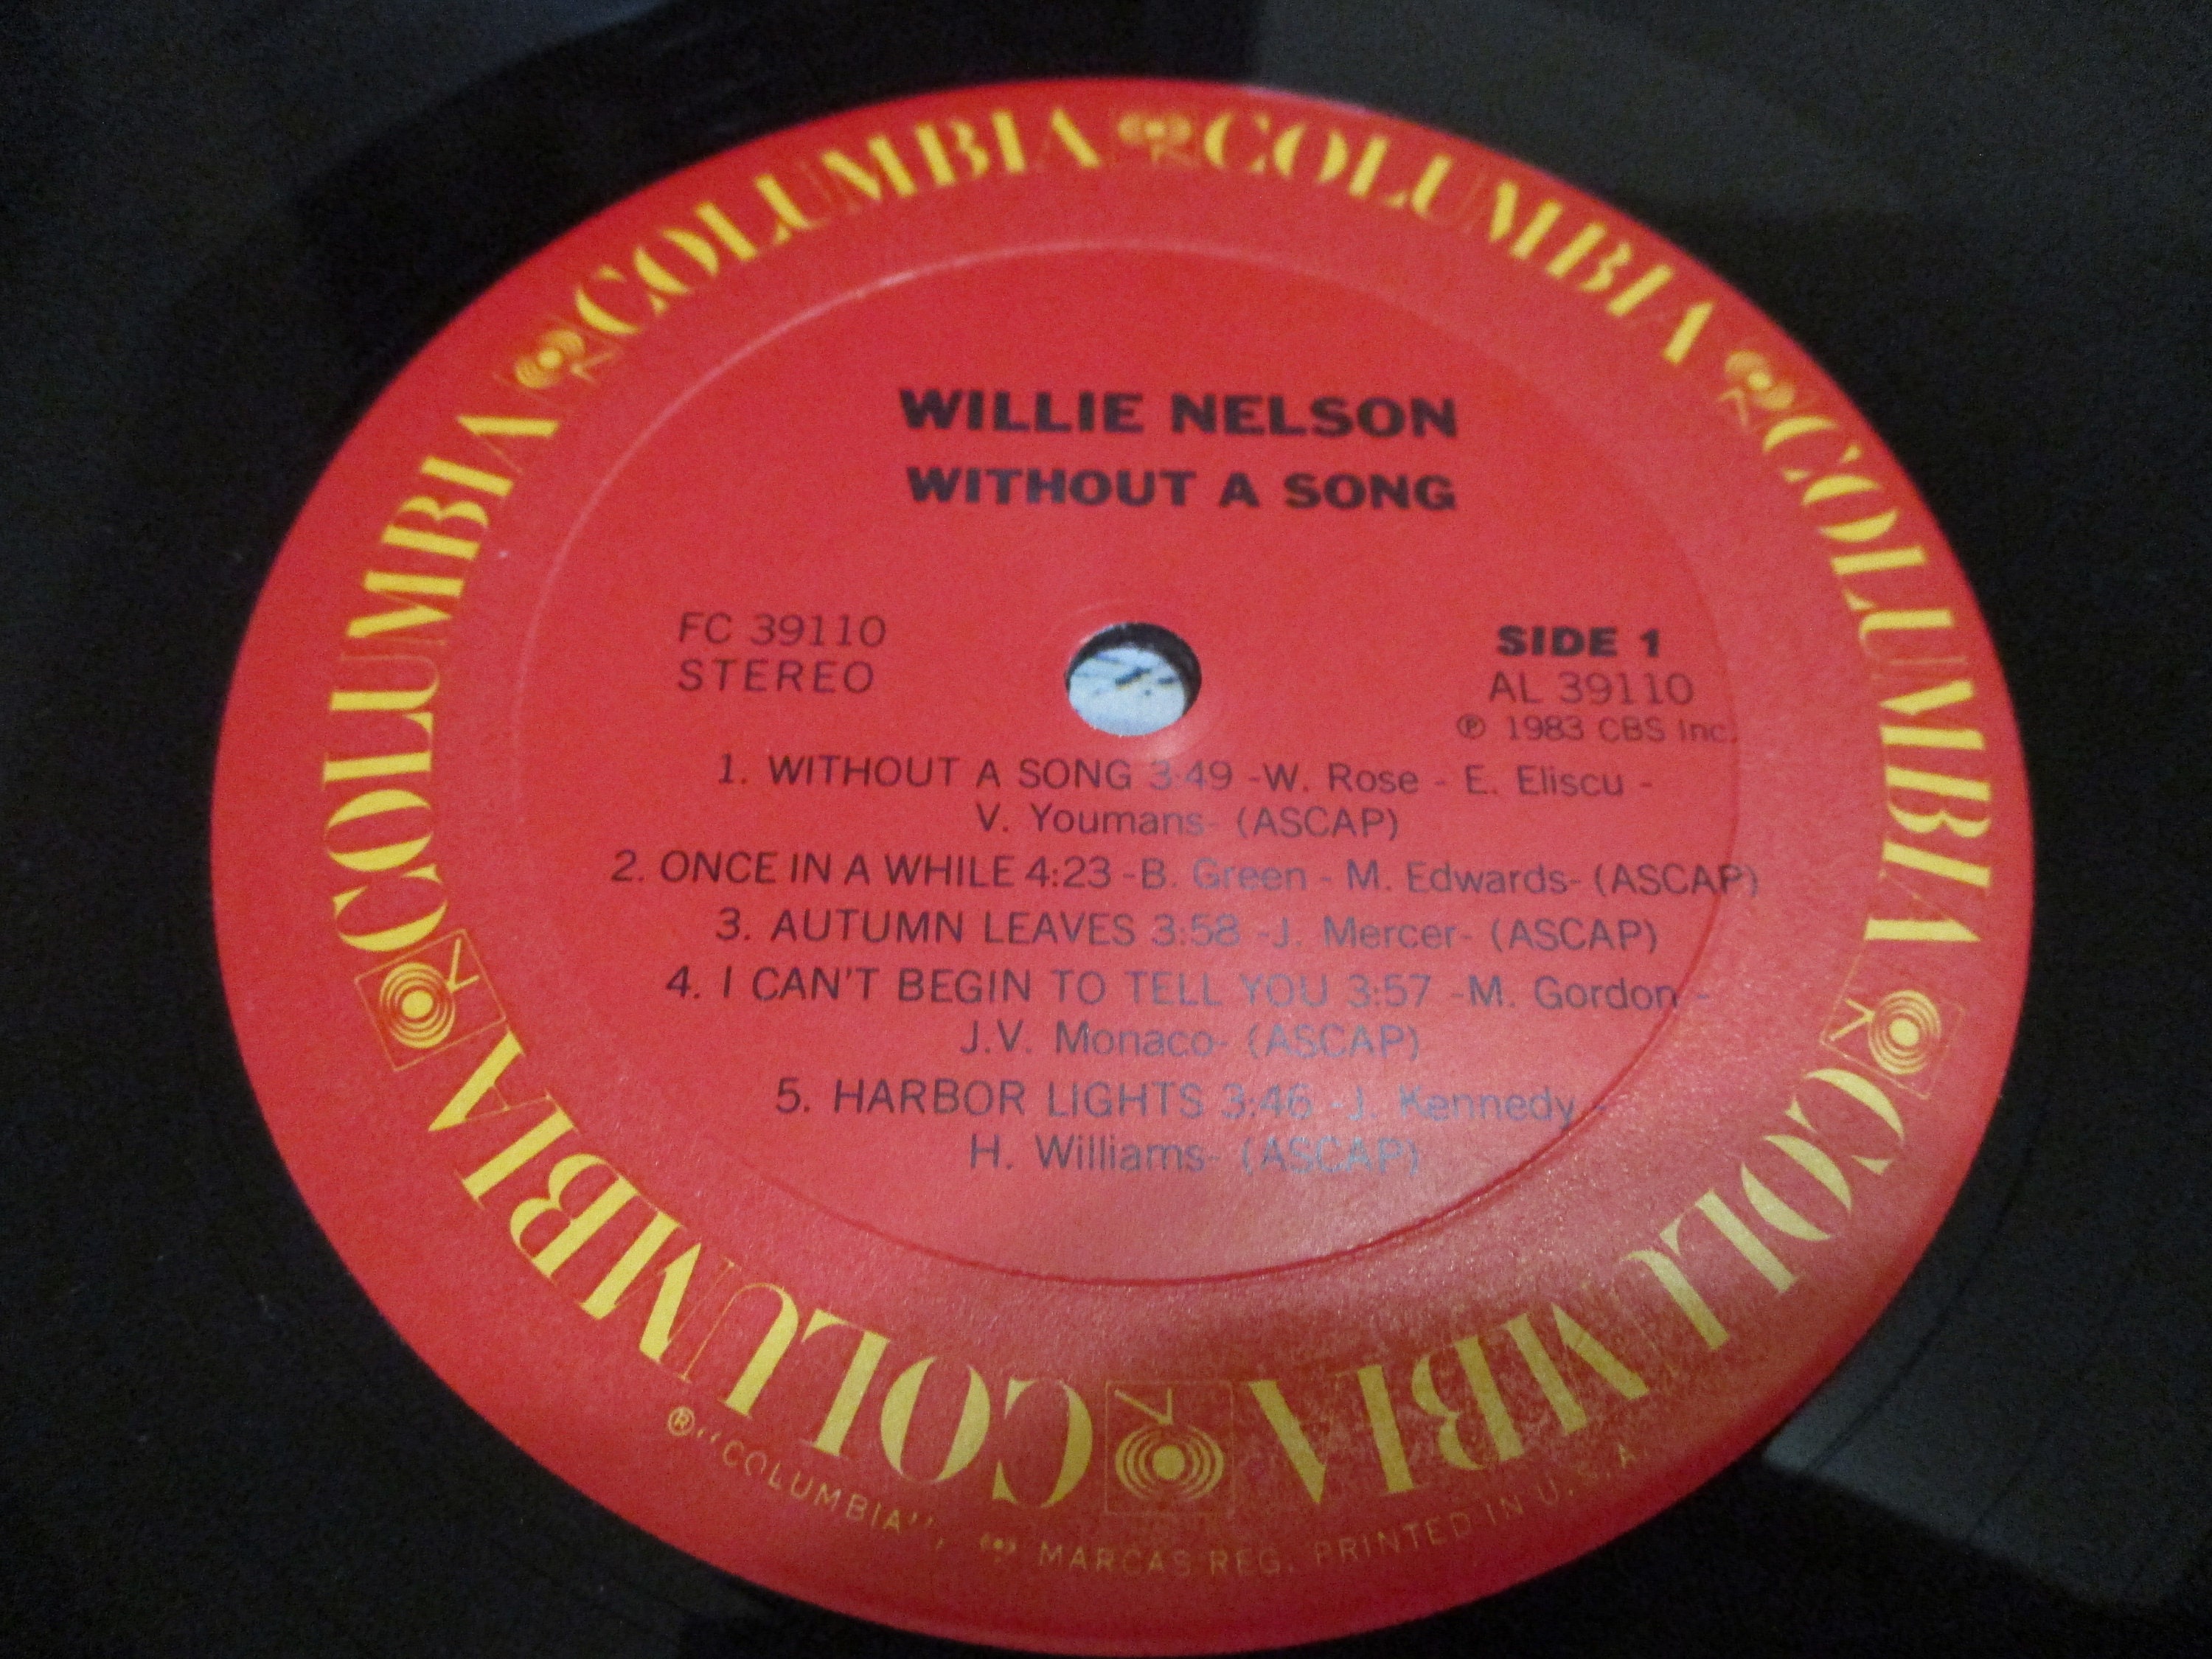 COLUMBIA COLUMBIA COLUMBIA COLUMBIA COLUMBIA COLUMBIA
WILLIE NELSON
WITHOUT A SONG
FC 39110
STEREO
SIDE 1
AL 39110
℗ 1983 CBS Inc.
1. WITHOUT A SONG 3:49 -W. Rose - E. Eliscu -
V. Youmans- (ASCAP)
2. ONCE IN A WHILE 4:23 -B. Green - M. Edwards- (ASCAP)
3. AUTUMN LEAVES 3:58 -J. Mercer- (ASCAP)
4. I CAN'T BEGIN TO TELL YOU 3:57 -M. Gordon -
J.V. Monaco- (ASCAP)
5. HARBOR LIGHTS 3:46 -J. Kennedy -
H. Williams- (ASCAP)
® "COLUMBIA", MARCAS REG. PRINTED IN U.S.A.